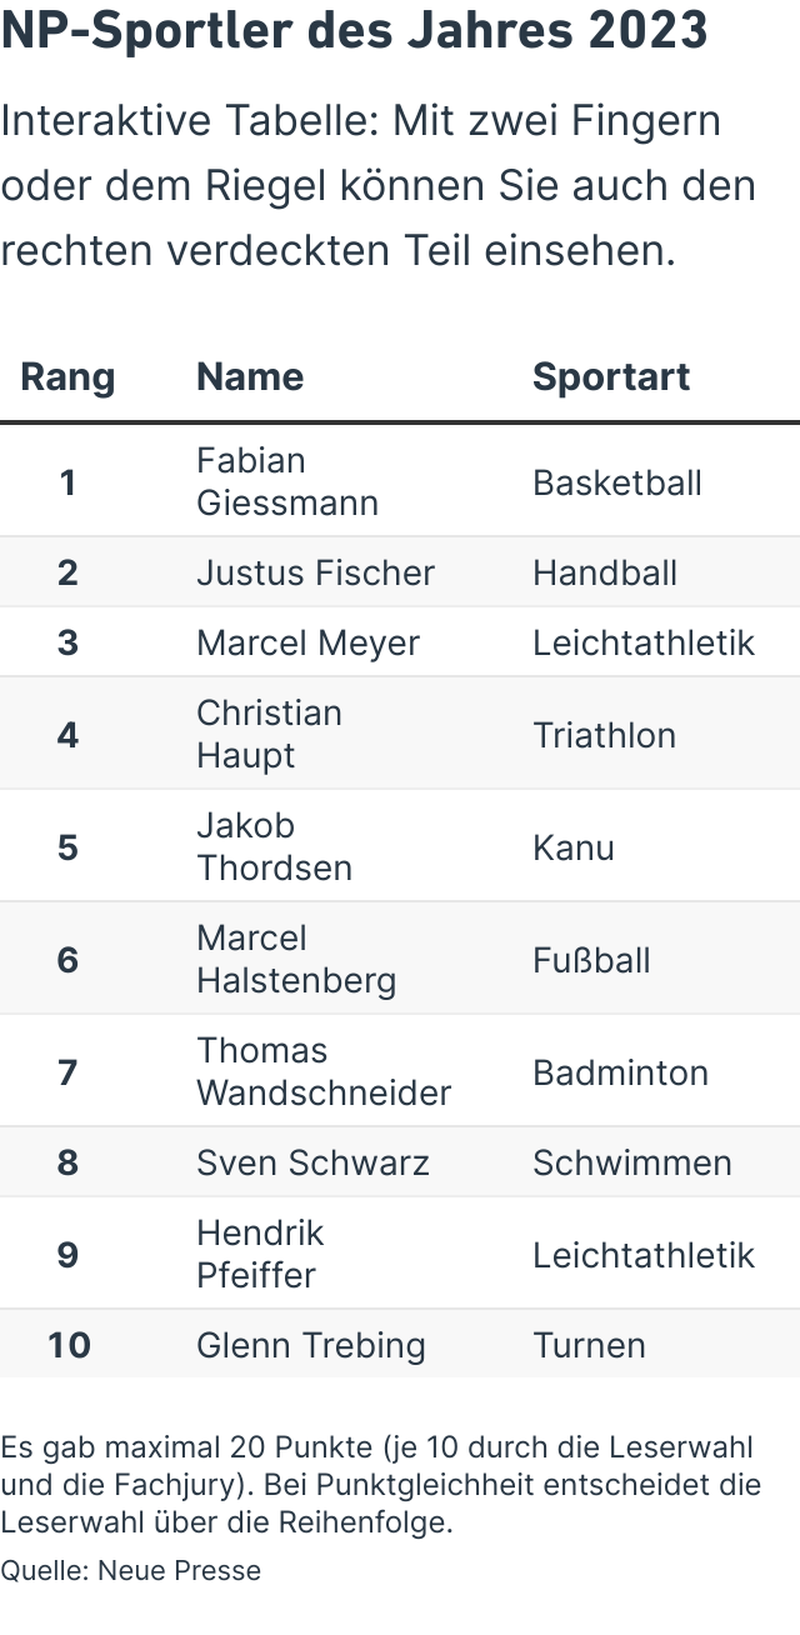 NP-Sportler des Jahres 2023
Interaktive Tabelle: Mit zwei Fingern
oder dem Riegel können Sie auch den
rechten verdeckten Teil einsehen.
Rang Name Sportart
1 Fabian Giessmann Basketball
2 Justus Fischer Handball
3 Marcel Meyer Leichtathletik
4 Christian Haupt Triathlon
5 Jakob Thordsen Kanu
6 Marcel Halstenberg Fußball
7 Thomas Wandschneider Badminton
8 Sven Schwarz Schwimmen
9 Hendrik Pfeiffer Leichtathletik
10 Glenn Trebing Turnen
Es gab maximal 20 Punkte (je 10 durch die Leserwahl
und die Fachjury). Bei Punktgleichheit entscheidet die
Leserwahl über die Reihenfolge.
Quelle: Neue Presse